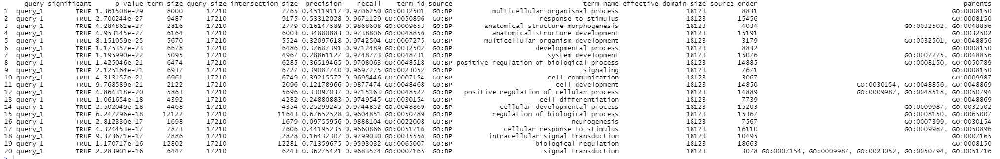 query significant p_value term_size query_size intersection_size precision recall term_id source term_name effective_domain_size source_order parents
1 query_1 TRUE 1.361508e-29 8000 17210 7765 0.45119117 0.9706250 GO:0032501 GO:BP multicellular organismal process 18123 8831 GO:0008150
2 query_1 TRUE 2.700244e-27 9487 17210 9175 0.53312028 0.9671129 GO:0050896 GO:BP response to stimulus 18123 15456 GO:0008150
3 query_1 TRUE 4.284861e-27 2816 17210 2779 0.16147589 0.9868608 GO:0009653 GO:BP anatomical structure morphogenesis 18123 4034 GO:0032502, GO:0048856
4 query_1 TRUE 4.953145e-27 6164 17210 6003 0.34880883 0.9738806 GO:0048856 GO:BP anatomical structure development 18123 15191 GO:0032502
5 query_1 TRUE 8.151059e-25 5670 17210 5524 0.32097618 0.9742504 GO:0007275 GO:BP multicellular organism development 18123 3179 GO:0032501, GO:0048856
6 query_1 TRUE 1.175352e-23 6678 17210 6486 0.37687391 0.9712489 GO:0032502 GO:BP developmental process 18123 8832 GO:0008150
7 query_1 TRUE 1.195990e-22 5095 17210 4967 0.28861127 0.9748773 GO:0048731 GO:BP system development 18123 15076 GO:0007275, GO:0048856
8 query_1 TRUE 1.425046e-21 6474 17210 6285 0.36519465 0.9708063 GO:0048518 GO:BP positive regulation of biological process 18123 14885 GO:0008150, GO:0050789
9 query_1 TRUE 2.125164e-21 6937 17210 6727 0.39087740 0.9697275 GO:0023052 GO:BP signaling 18123 7671 GO:0008150
10 query_1 TRUE 4.313157e-21 6961 17210 6749 0.39215572 0.9695446 GO:0007154 GO:BP cell communication 18123 3067 GO:0009987
11 query_1 TRUE 9.768589e-21 2122 17210 2096 0.12178966 0.9877474 GO:0048468 GO:BP cell development 18123 14850 GO:0030154, GO:0048856, GO:0048869
12 query_1 TRUE 4.864318e-20 5863 17210 5696 0.33097037 0.9715163 GO:0048522 GO:BP positive regulation of cellular process 18123 14889 GO:0009987, GO:0048518, GO:0050794
13 query_1 TRUE 1.061654e-18 4392 17210 4282 0.24880883 0.9749545 GO:0030154 GO:BP cell differentiation 18123 7739 GO:0048869
14 query_1 TRUE 2.502049e-18 4468 17210 4354 0.25299245 0.9744852 GO:0048869 GO:BP cellular developmental process 18123 15203 GO:0009987, GO:0032502
15 query_1 TRUE 6.247296e-18 12122 17210 11643 0.67652528 0.9604851 GO:0050789 GO:BP regulation of biological process 18123 15367 GO:0008150, GO:0065007
16 query_1 TRUE 2.812330e-17 1698 17210 1679 0.09755956 0.9888104 GO:0022008 GO:BP neurogenesis 18123 7567 GO:0007399, GO:0030154
17 query_1 TRUE 4.324453e-17 7873 17210 7606 0.44195235 0.9660866 GO:0051716 GO:BP cellular response to stimulus 18123 16110 GO:0009987, GO:0050896
18 query_1 TRUE 9.373671e-17 2886 17210 2828 0.16432307 0.9799030 GO:0035556 GO:BP intracellular signal transduction 18123 10495 GO:0007165
19 query_1 TRUE 1.170717e-16 12802 17210 12281 0.71359675 0.9593032 GO:0065007 GO:BP biological regulation 18123 18663 GO:0008150
20 query_1 TRUE 2.283901e-16 6447 17210 6243 0.36275421 0.9683574 GO:0007165 GO:BP signal transduction 18123 3078 GO:0007154, GO:0009987, GO:0023052, GO:0050794, GO:0051716
>